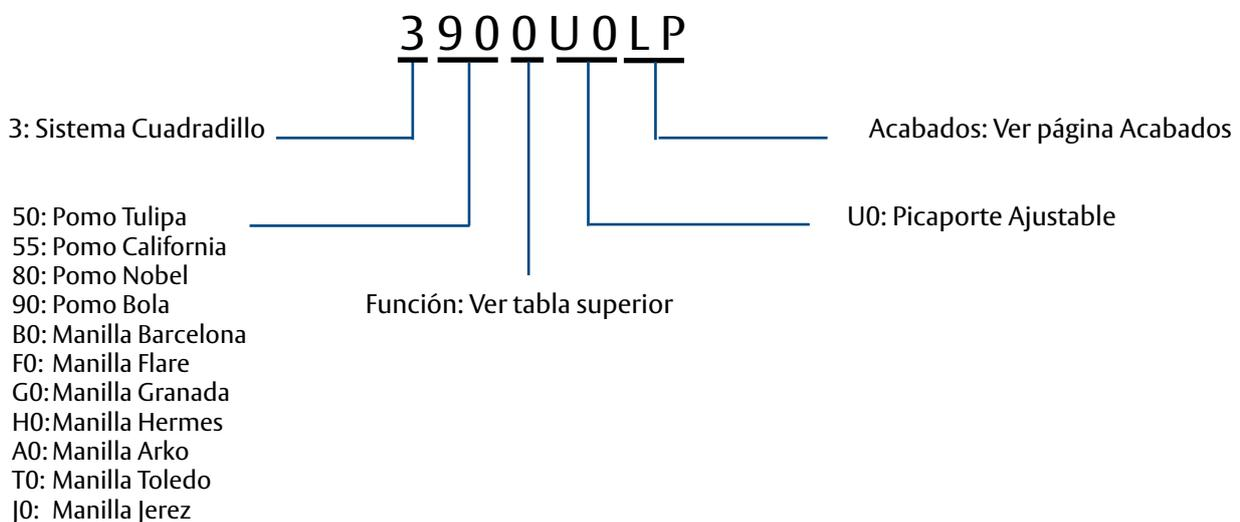 3900U0LP
3: Sistema Cuadradillo
Acabados: Ver página Acabados
50: Pomo Tulipa
55: Pomo California
80: Pomo Nobel
90: Pomo Bola
B0: Manilla Barcelona
F0: Manilla Flare
G0: Manilla Granada
H0: Manilla Hermes
A0: Manilla Arko
T0: Manilla Toledo
J0: Manilla Jerez
U0: Picaporte Ajustable
Función: Ver tabla superior